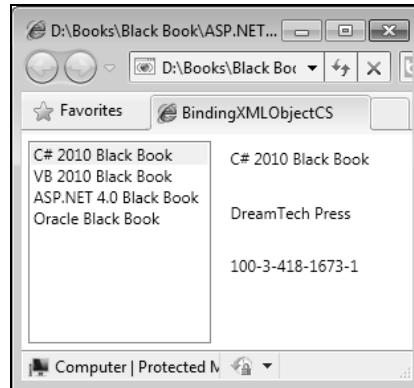 D:\Books\Black Book\ASP.NET...
D:\Books\Black Boc
Favorites
BindingXMLObjectCS
C# 2010 Black Book
VB 2010 Black Book
ASP.NET 4.0 Black Book
Oracle Black Book
C# 2010 Black Book
DreamTech Press
100-3-418-1673-1
Computer | Protected M